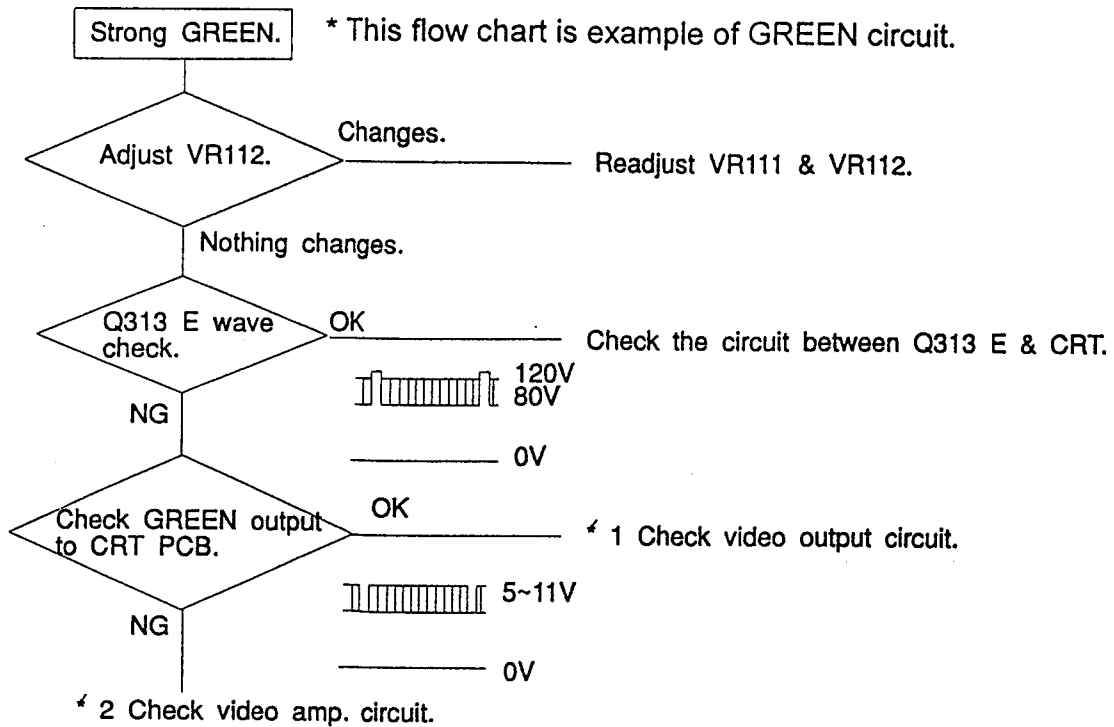 Strong GREEN.
* This flow chart is example of GREEN circuit.
Adjust VR112.
Changes.
Readjust VR111 & VR112.
Nothing changes.
Q313 E wave
check.
OK
Check the circuit between Q313 E & CRT.
120V
80V
NG
0V
Check GREEN output
to CRT PCB.
OK
* 1 Check video output circuit.
5~11V
NG
0V
* 2 Check video amp. circuit.